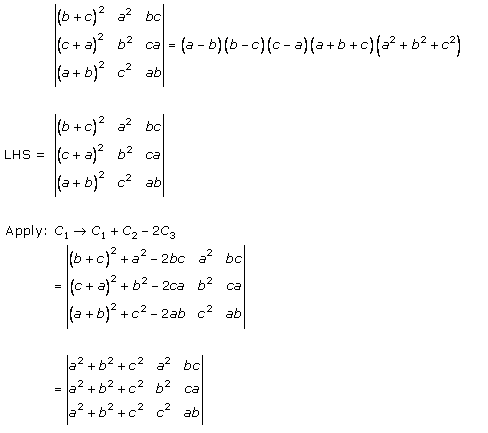 |(b+c)² a² bc|
|(c+a)² b² ca| = (a−b)(b−c)(c−a)(a+b+c)(a²+b²+c²)
|(a+b)² c² ab|
|(b+c)² a² bc|
LHS = |(c+a)² b² ca|
|(a+b)² c² ab|
Apply: C₁ → C₁ + C₂ − 2C₃
|(b+c)² + a² − 2bc a² bc|
= |(c+a)² + b² − 2ca b² ca|
|(a+b)² + c² − 2ab c² ab|
|a² + b² + c² a² bc|
= |a² + b² + c² b² ca|
|a² + b² + c² c² ab|